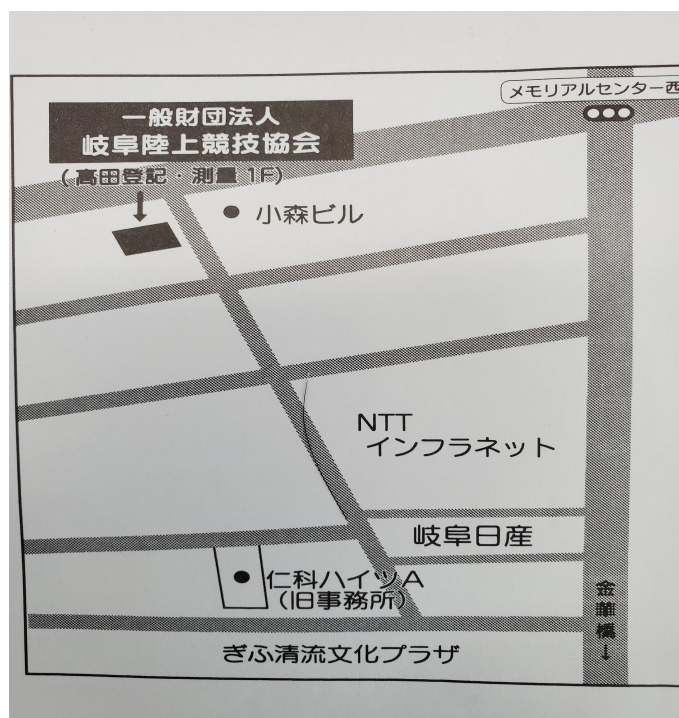 メモリアルセンター西
一般財団法人
岐阜陸上競技協会
(高田登記・測量 1F)
小森ビル
NTT
インフラネット
岐阜日産
仁科ハイツA
(旧事務所)
金華橋↓
ぎふ清流文化プラザ